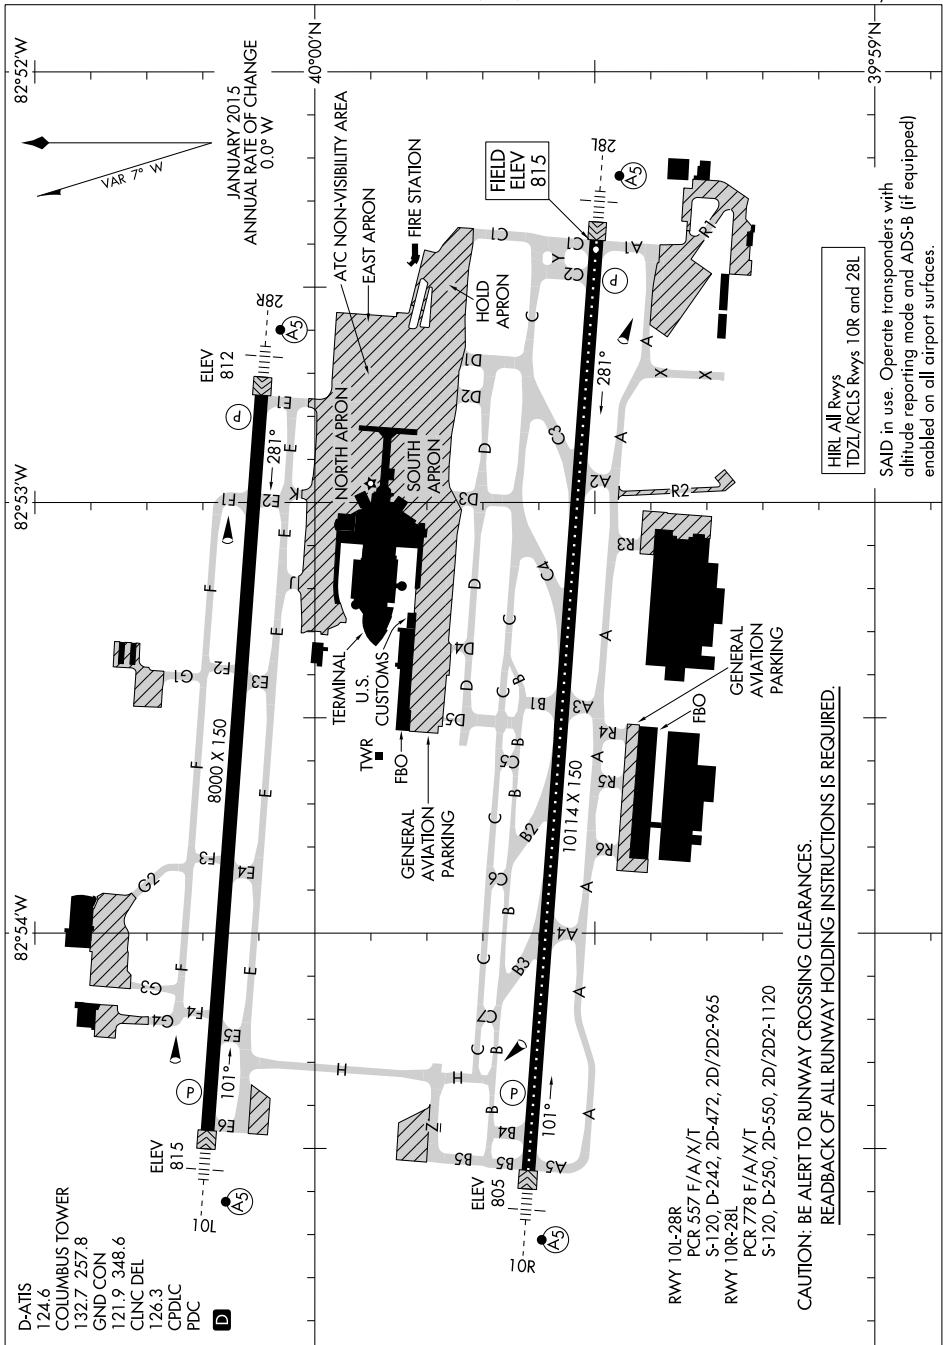 D-ATIS
124.6
COLUMBUS TOWER
132.7 257.8
GND CON
121.9 348.6
CLNC DEL
126.3
CPDLC
PDC
D
82°54'W
82°53'W
82°52'W
40°00'N
39°59'N
VAR 7° W
JANUARY 2015
ANNUAL RATE OF CHANGE
0.0° W
10L
ELEV
815
A5
P
101°
8000 X 150
281°
P
ELEV
812
28R
A5
G4
G3
G2
G1
F4
F
F3
F
F2
F
F1
E6
E5
E
E4
E
E3
E
J
E
E2
K
E
E1
H
H
ATC NON-VISIBILITY AREA
EAST APRON
FIRE STATION
NORTH APRON
SOUTH
APRON
HOLD
APRON
TERMINAL
U.S.
CUSTOMS
TWR
FBO
GENERAL
AVIATION
PARKING
D5
D
D4
D
D3
D
D2
D1
C1
Z
B5
B5
B4
B
C
B
C7
C
B3
B
C6
C
B2
B
C5
B
C
B
B1
C
C4
C3
C
C2
Y
C1
10R
ELEV
805
A5
P
101°
10114 X 150
281°
P
FIELD
ELEV
815
28L
A5
A5
A
A
A4
A
A
A3
A
A2
A
A
A1
R6
R5
R4
R3
R2
X
X
R1
FBO
GENERAL
AVIATION
PARKING
RWY 10L-28R
PCR 557 F/A/X/T
S-120, D-242, 2D-472, 2D/2D2-965
RWY 10R-28L
PCR 778 F/A/X/T
S-120, D-250, 2D-550, 2D/2D2-1120
HIRL All Rwys
TDZL/RCLS Rwys 10R and 28L
SAID in use. Operate transponders with
altitude reporting mode and ADS-B (if equipped)
enabled on all airport surfaces.
CAUTION: BE ALERT TO RUNWAY CROSSING CLEARANCES.
READBACK OF ALL RUNWAY HOLDING INSTRUCTIONS IS REQUIRED.